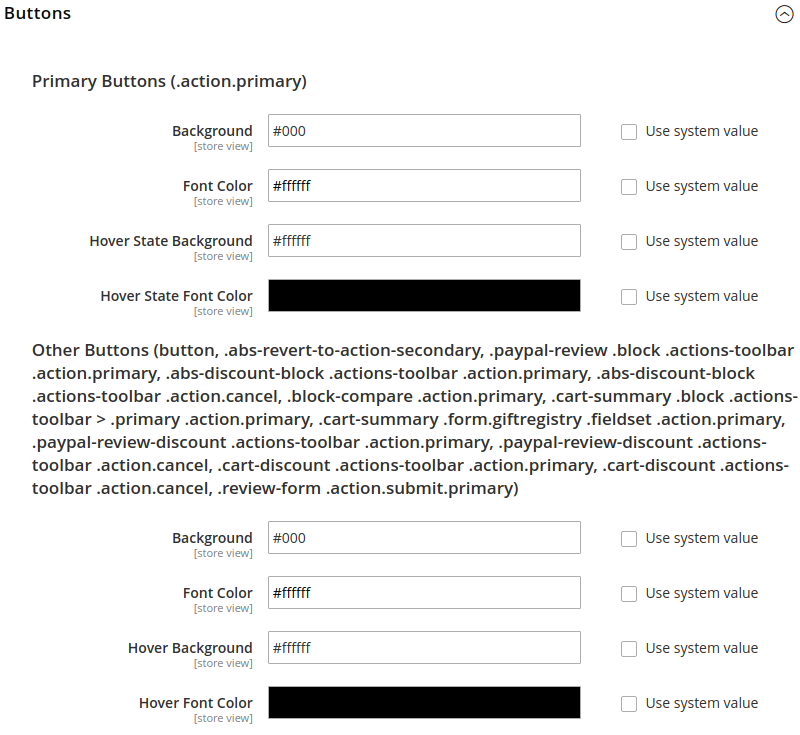 Buttons
Primary Buttons (.action.primary)
Background #000 Use system value
[store view]
Font Color #ffffff Use system value
[store view]
Hover State Background #ffffff Use system value
[store view]
Hover State Font Color Use system value
[store view]
Other Buttons (button, .abs-revert-to-action-secondary, .paypal-review .block .actions-toolbar
.action.primary, .abs-discount-block .actions-toolbar .action.primary, .abs-discount-block
.actions-toolbar .action.cancel, .block-compare .action.primary, .cart-summary .block .actions-
toolbar > .primary .action.primary, .cart-summary .form.giftregistry .fieldset .action.primary,
.paypal-review-discount .actions-toolbar .action.primary, .paypal-review-discount .actions-
toolbar .action.cancel, .cart-discount .actions-toolbar .action.primary, .cart-discount .actions-
toolbar .action.cancel, .review-form .action.submit.primary)
Background #000 Use system value
[store view]
Font Color #ffffff Use system value
[store view]
Hover Background #ffffff Use system value
[store view]
Hover Font Color Use system value
[store view]